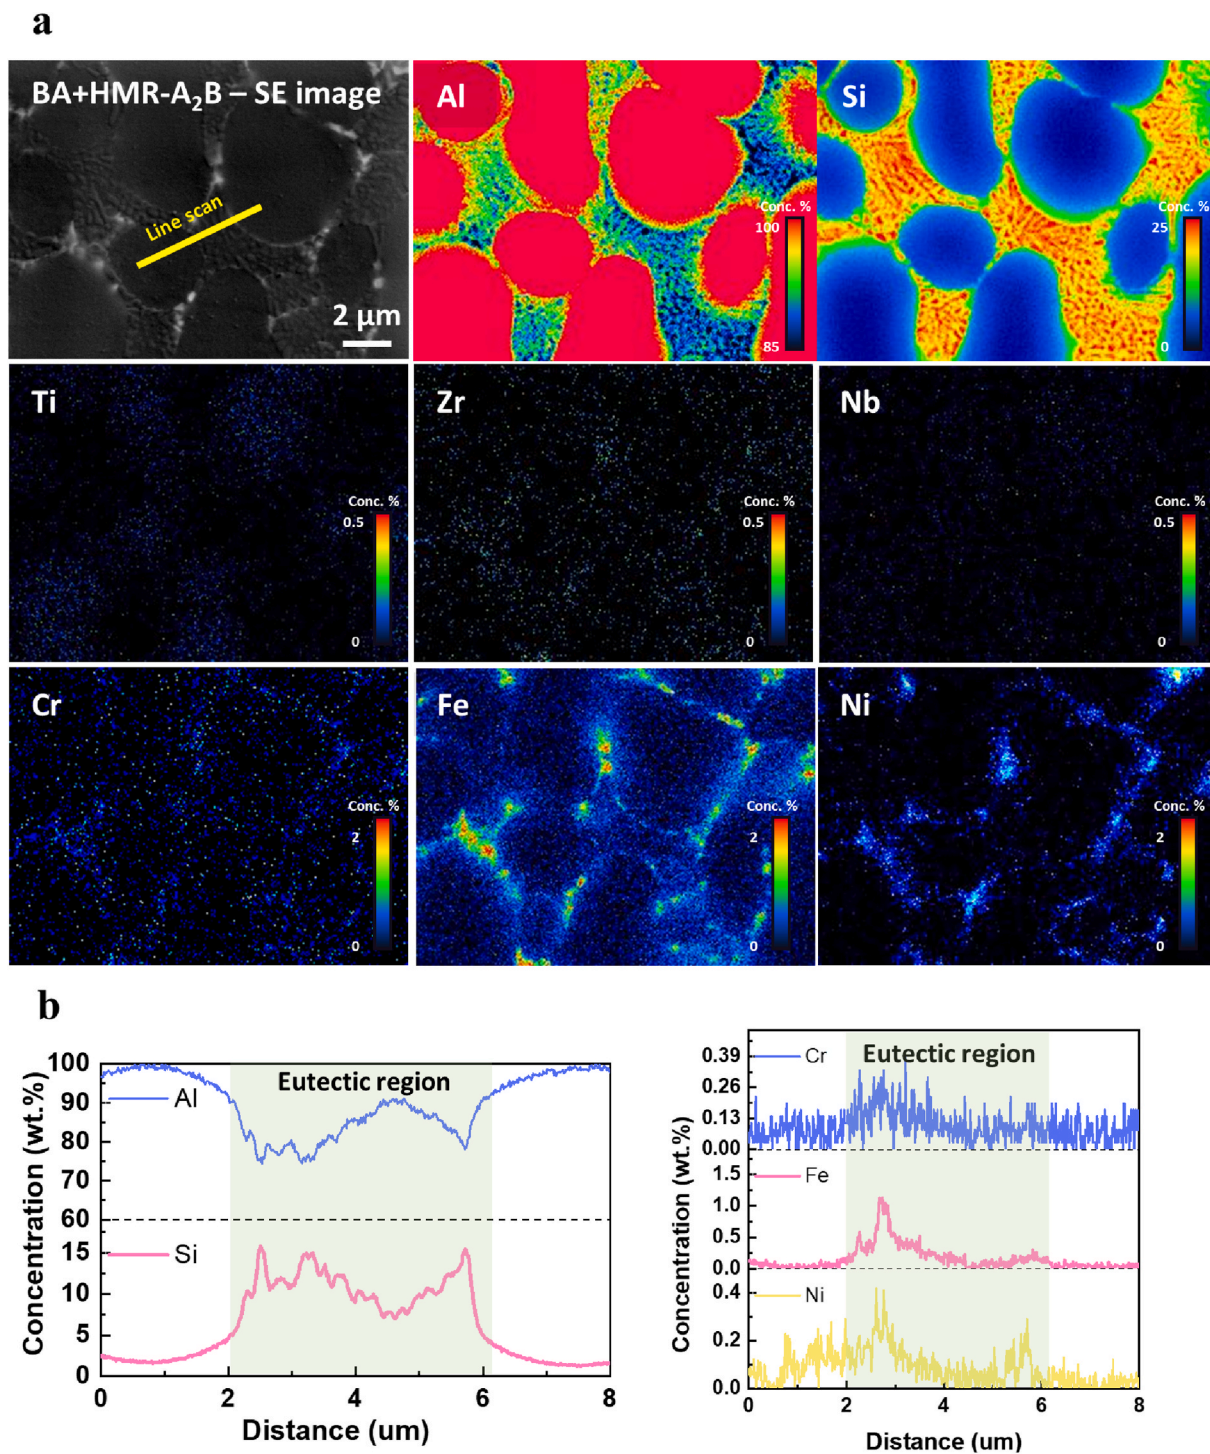 a
BA+HMR-A₂B – SE image
Line scan
2 μm
Al
Conc. %
100
85
Si
Conc. %
25
0
Ti
Conc. %
0.5
0
Zr
Conc. %
0.5
0
Nb
Conc. %
0.5
0
Cr
Conc. %
2
0
Fe
Conc. %
2
0
Ni
Conc. %
2
0
b
Concentration (wt.%)
100
90
80
70
60
15
10
5
0
Al
Si
Eutectic region
0 2 4 6 8
Distance (um)
Concentration (wt.%)
0.39
0.26
0.13
0.00
1.5
1.0
0.5
0.0
0.4
0.2
0.0
Cr
Fe
Ni
Eutectic region
0 2 4 6 8
Distance (um)